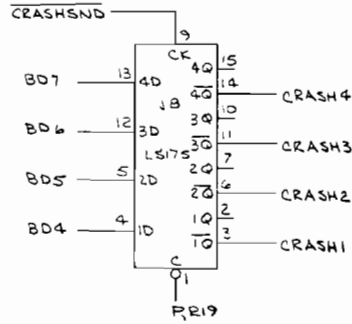 CRASHSND
9
CK
BD7 13 4D 4Q 15
J8 4Q 14 CRASH4
BD6 12 3D 3Q 10
LS175 3Q 11 CRASH3
BD5 5 2D 2Q 7
2Q 6 CRASH2
BD4 4 1D 1Q 2
1Q 3 CRASH1
C
1
P,R19